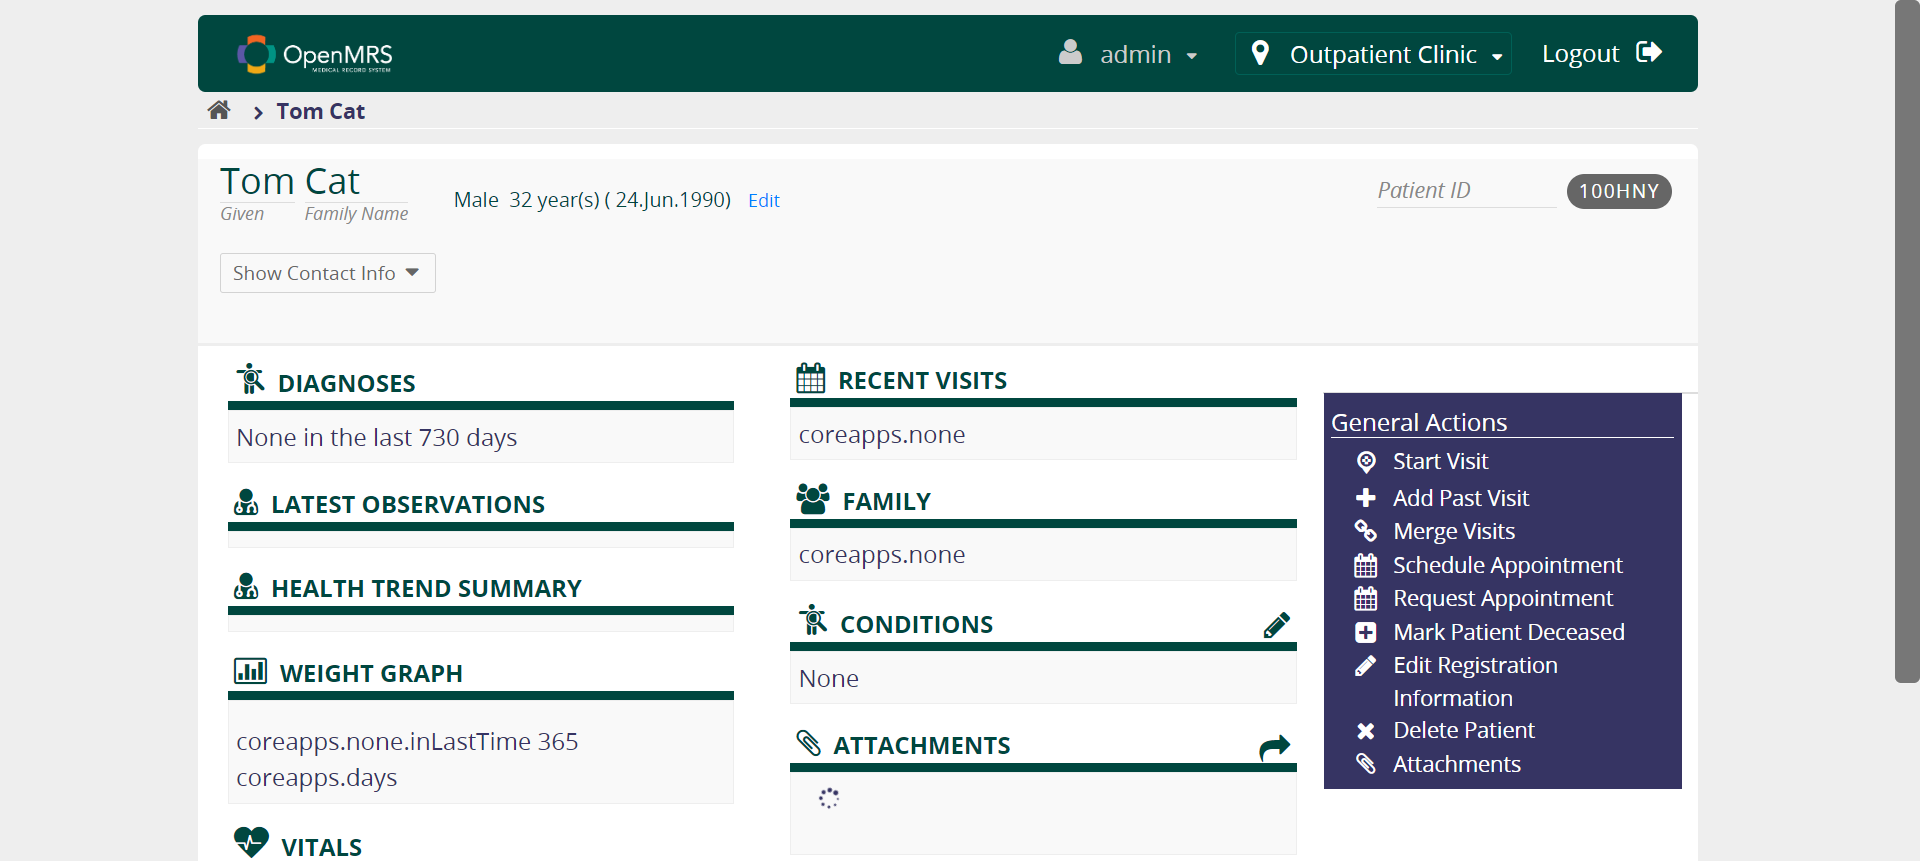 OpenMRS
MEDICAL RECORD SYSTEM
admin
Outpatient Clinic
Logout
Tom Cat
Tom Cat
Given Family Name
Male 32 year(s) ( 24.Jun.1990) Edit
Patient ID 100HNY
Show Contact Info
DIAGNOSES
None in the last 730 days
LATEST OBSERVATIONS
HEALTH TREND SUMMARY
WEIGHT GRAPH
coreapps.none.inLastTime 365
coreapps.days
VITALS
RECENT VISITS
coreapps.none
FAMILY
coreapps.none
CONDITIONS
None
ATTACHMENTS
General Actions
Start Visit
Add Past Visit
Merge Visits
Schedule Appointment
Request Appointment
Mark Patient Deceased
Edit Registration
Information
Delete Patient
Attachments